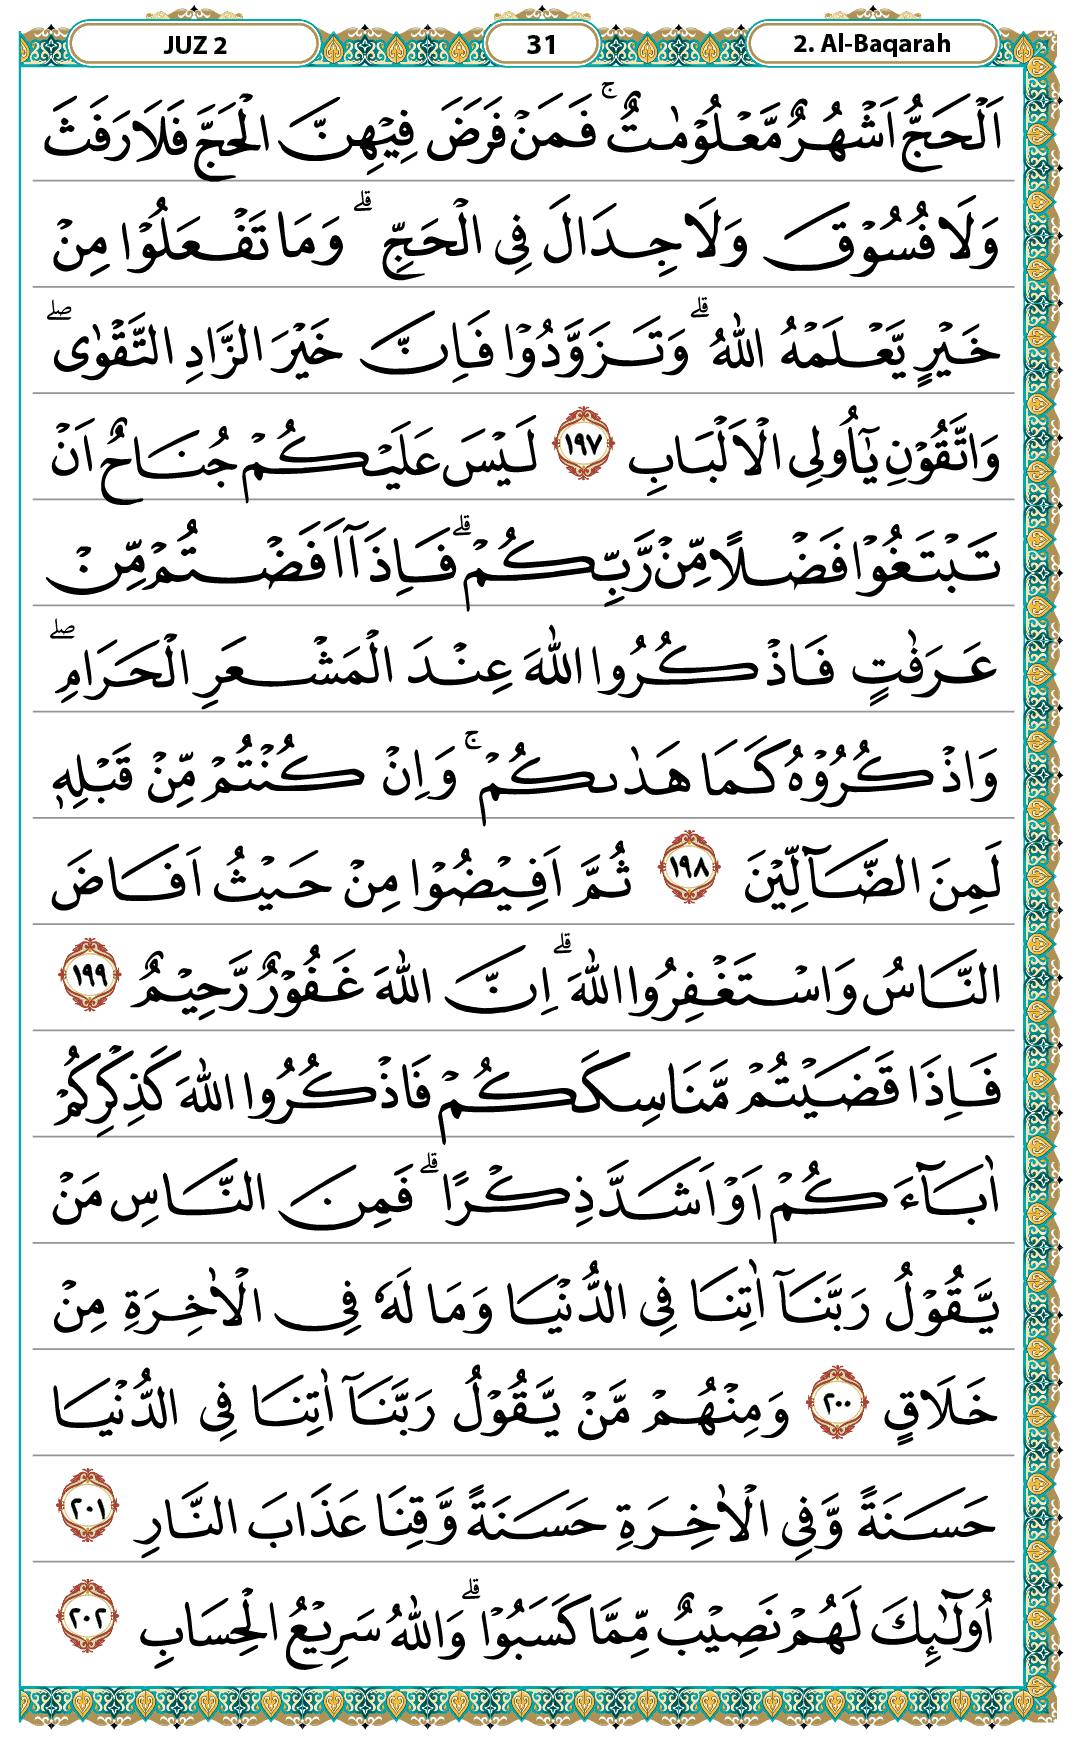 JUZ 2 31 2. Al-Baqarah
اَلْحَجُّ اَشْهُرٌ مَّعْلُوْمٰتٌ ۚ فَمَنْ فَرَضَ فِيْهِنَّ الْحَجَّ فَلَا رَفَثَ
وَلَا فُسُوْقَ وَلَا جِدَالَ فِى الْحَجِّ ۗ وَمَا تَفْعَلُوْا مِنْ
خَيْرٍ يَّعْلَمْهُ اللّٰهُ ۗ وَتَزَوَّدُوْا فَاِنَّ خَيْرَ الزَّادِ التَّقْوٰى ۖ
وَاتَّقُوْنِ يٰٓاُولِى الْاَلْبَابِ ١٩٧ لَيْسَ عَلَيْكُمْ جُنَاحٌ اَنْ
تَبْتَغُوْا فَضْلًا مِّنْ رَّبِّكُمْ ۗ فَاِذَآ اَفَضْتُمْ مِّنْ
عَرَفٰتٍ فَاذْكُرُوا اللّٰهَ عِنْدَ الْمَشْعَرِ الْحَرَامِ ۖ
وَاذْكُرُوْهُ كَمَا هَدٰىكُمْ ۚ وَاِنْ كُنْتُمْ مِّنْ قَبْلِهٖ
لَمِنَ الضَّاۤلِّيْنَ ١٩٨ ثُمَّ اَفِيْضُوْا مِنْ حَيْثُ اَفَاضَ
النَّاسُ وَاسْتَغْفِرُوا اللّٰهَ ۗ اِنَّ اللّٰهَ غَفُوْرٌ رَّحِيْمٌ ١٩٩
فَاِذَا قَضَيْتُمْ مَّنَاسِكَكُمْ فَاذْكُرُوا اللّٰهَ كَذِكْرِكُمْ
اٰبَاۤءَكُمْ اَوْ اَشَدَّ ذِكْرًا ۗ فَمِنَ النَّاسِ مَنْ
يَّقُوْلُ رَبَّنَآ اٰتِنَا فِى الدُّنْيَا وَمَا لَهٗ فِى الْاٰخِرَةِ مِنْ
خَلَاقٍ ٢٠٠ وَمِنْهُمْ مَّنْ يَّقُوْلُ رَبَّنَآ اٰتِنَا فِى الدُّنْيَا
حَسَنَةً وَّفِى الْاٰخِرَةِ حَسَنَةً وَّقِنَا عَذَابَ النَّارِ ٢٠١
اُولٰۤىِٕكَ لَهُمْ نَصِيْبٌ مِّمَّا كَسَبُوْا ۗ وَاللّٰهُ سَرِيْعُ الْحِسَابِ ٢٠٢